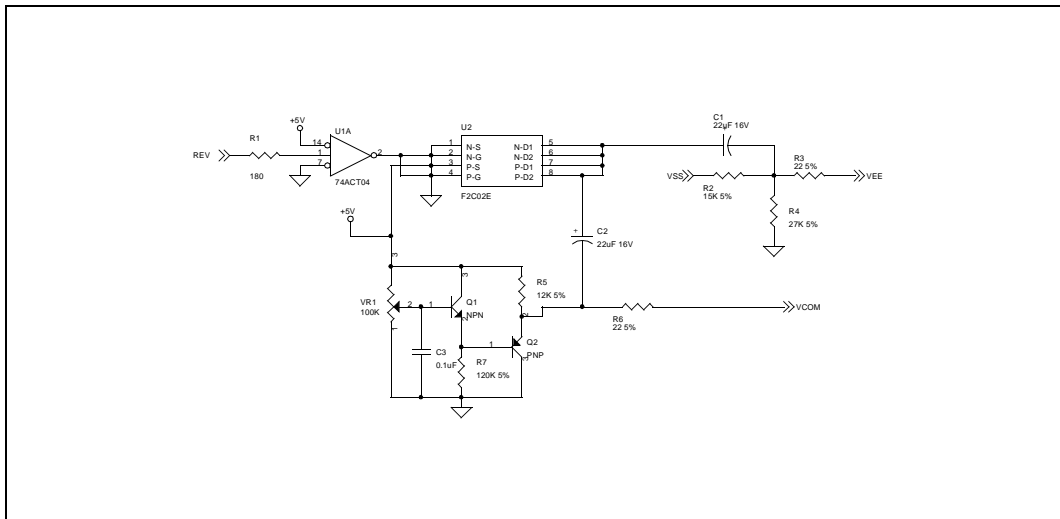 +5V
R1
U1A
REV
180
14
1
7
2
74ACT04
U2
1 N-S N-D1 5
2 N-G N-D2 6
3 P-S P-D1 7
4 P-G P-D2 8
F2C02E
C1
22uF 16V
VSS
R2
15K 5%
R3
22 5%
VEE
R4
27K 5%
+5V
+
C2
22uF 16V
3
VR1
100K
2
1
1
3
Q1
NPN
2
R5
12K 5%
2
R6
22 5%
VCOM
C3
0.1uF
R7
120K 5%
1
Q2
PNP
3